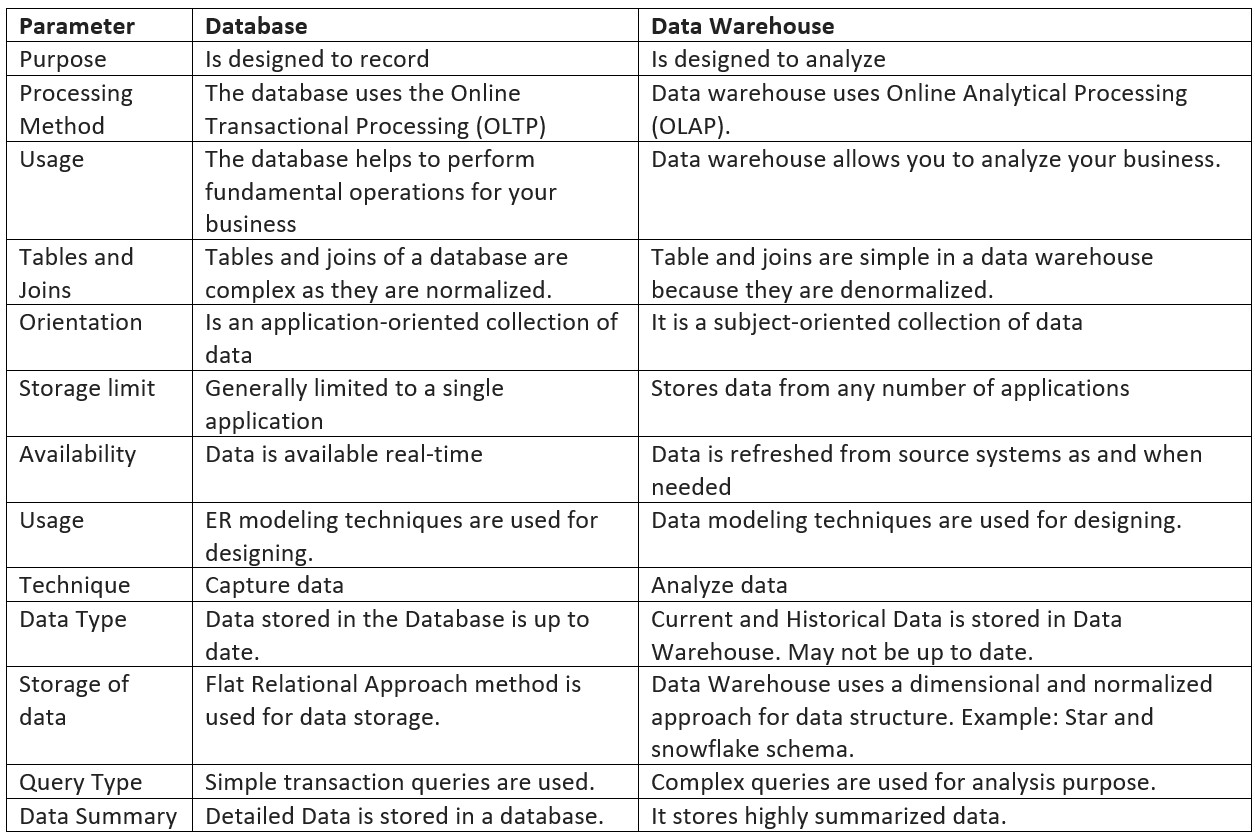 Parameter Database Data Warehouse
Purpose Is designed to record Is designed to analyze
Processing The database uses the Online Data warehouse uses Online Analytical Processing
Method Transactional Processing (OLTP) (OLAP).
Usage The database helps to perform Data warehouse allows you to analyze your business.
fundamental operations for your
business
Tables and Tables and joins of a database are Table and joins are simple in a data warehouse
Joins complex as they are normalized. because they are denormalized.
Orientation Is an application-oriented collection of It is a subject-oriented collection of data
data
Storage limit Generally limited to a single Stores data from any number of applications
application
Availability Data is available real-time Data is refreshed from source systems as and when
needed
Usage ER modeling techniques are used for Data modeling techniques are used for designing.
designing.
Technique Capture data Analyze data
Data Type Data stored in the Database is up to Current and Historical Data is stored in Data
date. Warehouse. May not be up to date.
Storage of Flat Relational Approach method is Data Warehouse uses a dimensional and normalized
data used for data storage. approach for data structure. Example: Star and
snowflake schema.
Query Type Simple transaction queries are used. Complex queries are used for analysis purpose.
Data Summary Detailed Data is stored in a database. It stores highly summarized data.